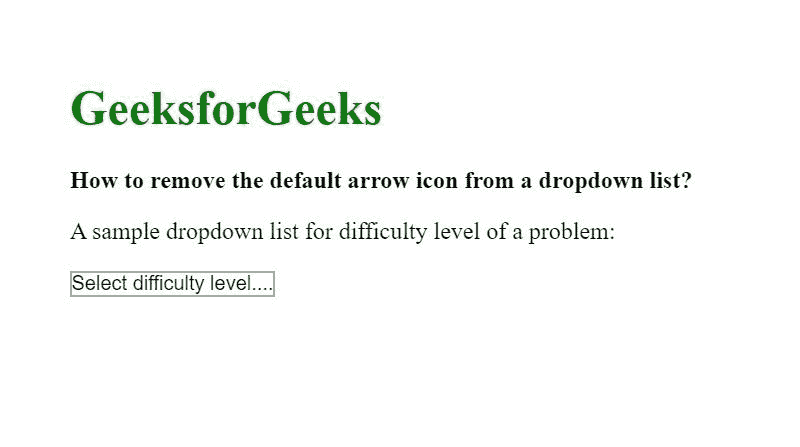 GeeksforGeeks
How to remove the default arrow icon from a dropdown list?
A sample dropdown list for difficulty level of a problem:
Select difficulty level....